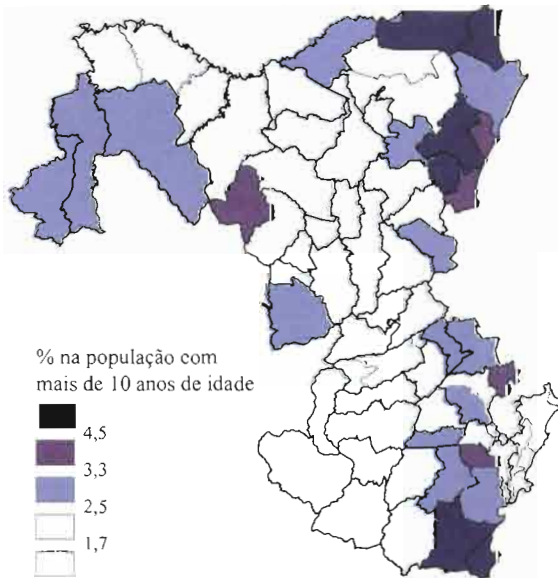 % na população com
mais de 10 anos de idade
4,5
3,3
2,5
1,7